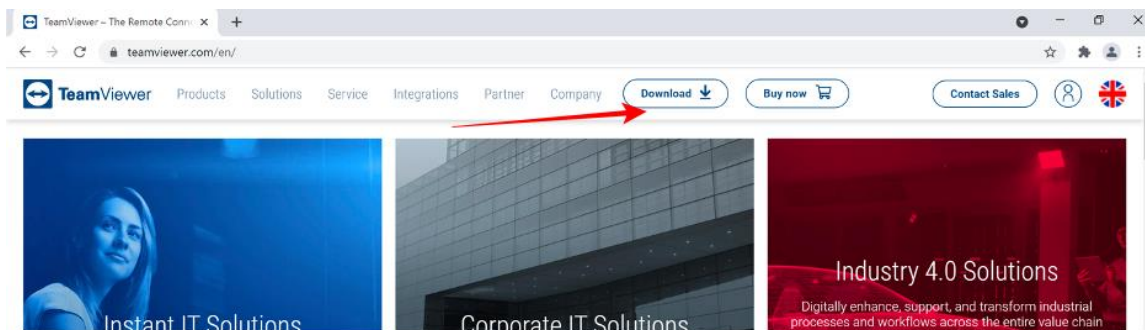 TeamViewer – The Remote Conn
teamviewer.com/en/
TeamViewer Products Solutions Service Integrations Partner Company Download Buy now Contact Sales
Instant IT Solutions
Corporate IT Solutions
Industry 4.0 Solutions
Digitally enhance, support, and transform industrial
processes and workflows across the entire value chain